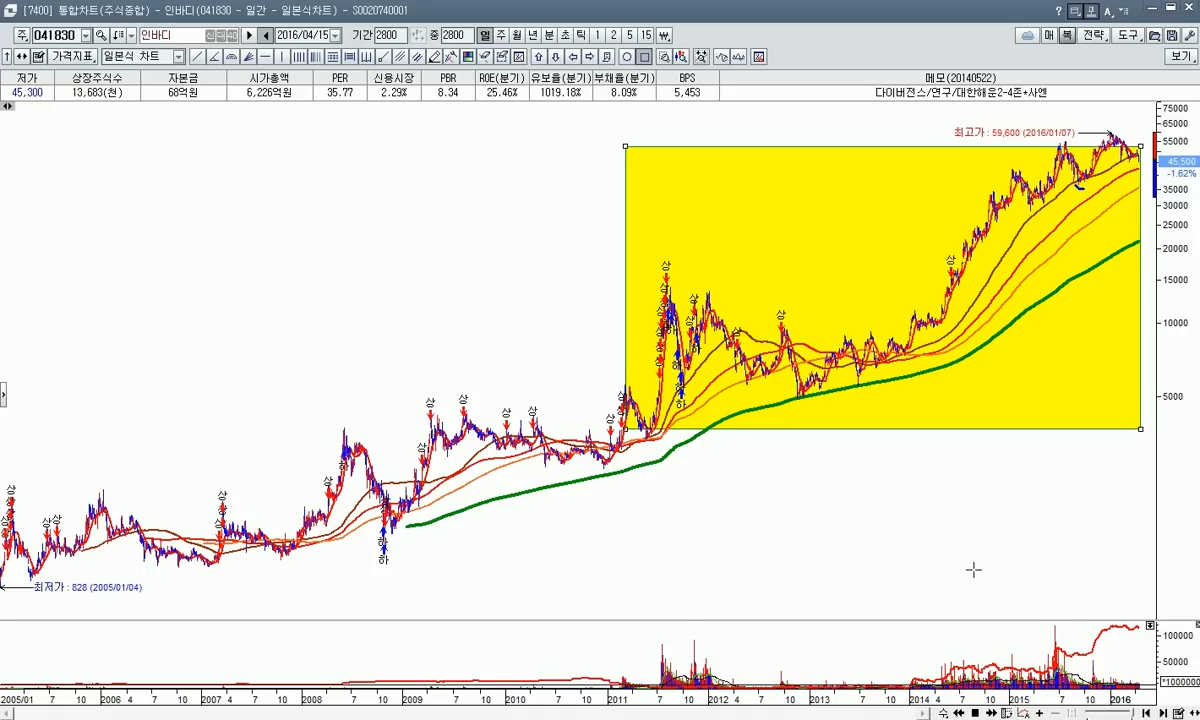 [7400] 통합차트(주식종합) - 인바디(041830 - 일간 - 일본식차트) - SO020740001
주 041830 인바디 신 대 40 2016/04/15 기간 2800 중 2800 일 주 월 년 분 초 틱 1 2 5 15 매 복 전략 도구
가격지표 일본식 차트 보기
저가 상장주식수 자본금 시가총액 PER 신용시장 PBR ROE(분기) 유보율(분기) 부채율(분기) BPS 메모(20140522)
45,300 13,683(천) 68억원 6,226억원 35.77 2.29% 8.34 25.46% 1019.18% 8.09% 5,453 다이버전스/연구/대한해운2-4존*사엔
75000
65000
최고가 : 59,600 (2016/01/07)
55000
45,500
-1.62%
35000
30000
25000
20000
15000
10000
5000
상
하
최저가 : 828 (2005/01/04)
100000
50000
*100000
2005/01 4 7 10 2006 4 7 10 2007 4 7 10 2008 4 7 10 2009 4 7 10 2010 4 7 10 2011 4 7 10 2012 4 7 10 2013 4 7 10 2014 4 7 10 2015 4 7 10 2016